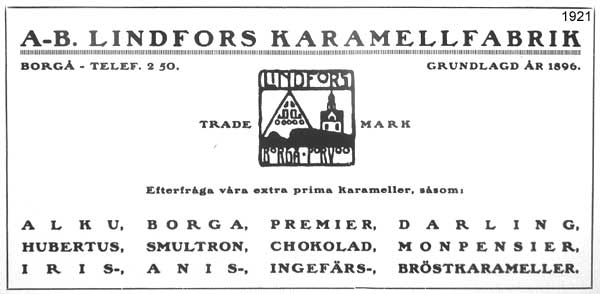 1921
A-B. LINDFORS KARAMELLFABRIK
BORGÅ - TELEF. 2 50.
GRUNDLAGD ÅR 1896.
LINDFORS
TRADE MARK
BORGÅ · PORVOO
Efterfråga våra extra prima karameller, såsom:
ALKU, BORGA, PREMIER, DARLING,
HUBERTUS, SMULTRON, CHOKOLAD, MONPENSIER,
IRIS-, ANIS-, INGEFÄRS-, BRÖSTKARAMELLER.